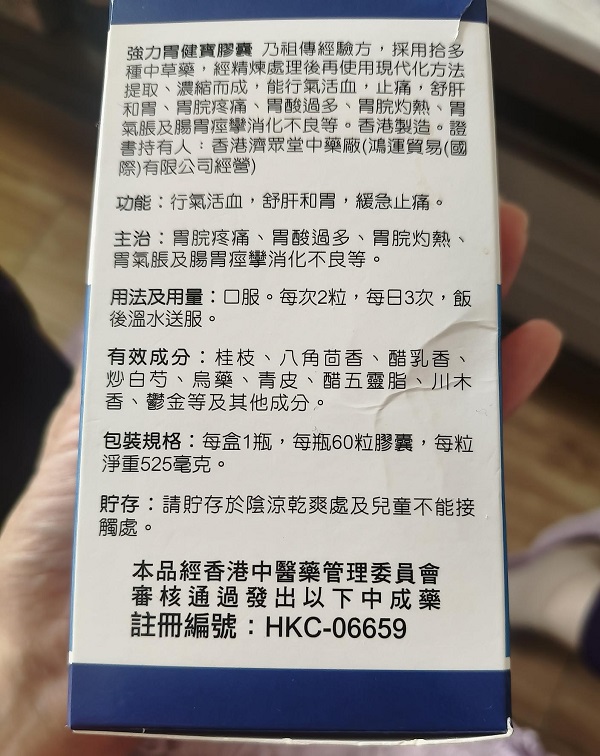 強力胃健寶膠囊 乃祖傳經驗方，採用拾多
種中草藥，經精煉處理後再使用現代化方法
提取、濃縮而成，能行氣活血，止痛，舒肝
和胃、胃脘疼痛、胃酸過多、胃脘灼熱、胃
氣脹及腸胃痙攣消化不良等。香港製造。證
書持有人：香港濟眾堂中藥廠(鴻運貿易(國
際)有限公司經營)
功能：行氣活血，舒肝和胃，緩急止痛。
主治：胃脘疼痛、胃酸過多、胃脘灼熱、
胃氣脹及腸胃痙攣消化不良等。
用法及用量：口服。每次2粒，每日3次，飯
後溫水送服。
有效成分：桂枝、八角茴香、醋乳香、
炒白芍、烏藥、青皮、醋五靈脂、川木
香、鬱金等及其他成分。
包裝規格：每盒1瓶，每瓶60粒膠囊，每粒
淨重525毫克。
貯存：請貯存於陰涼乾爽處及兒童不能接
觸處。
本品經香港中醫藥管理委員會
審核通過發出以下中成藥
註冊編號：HKC-06659